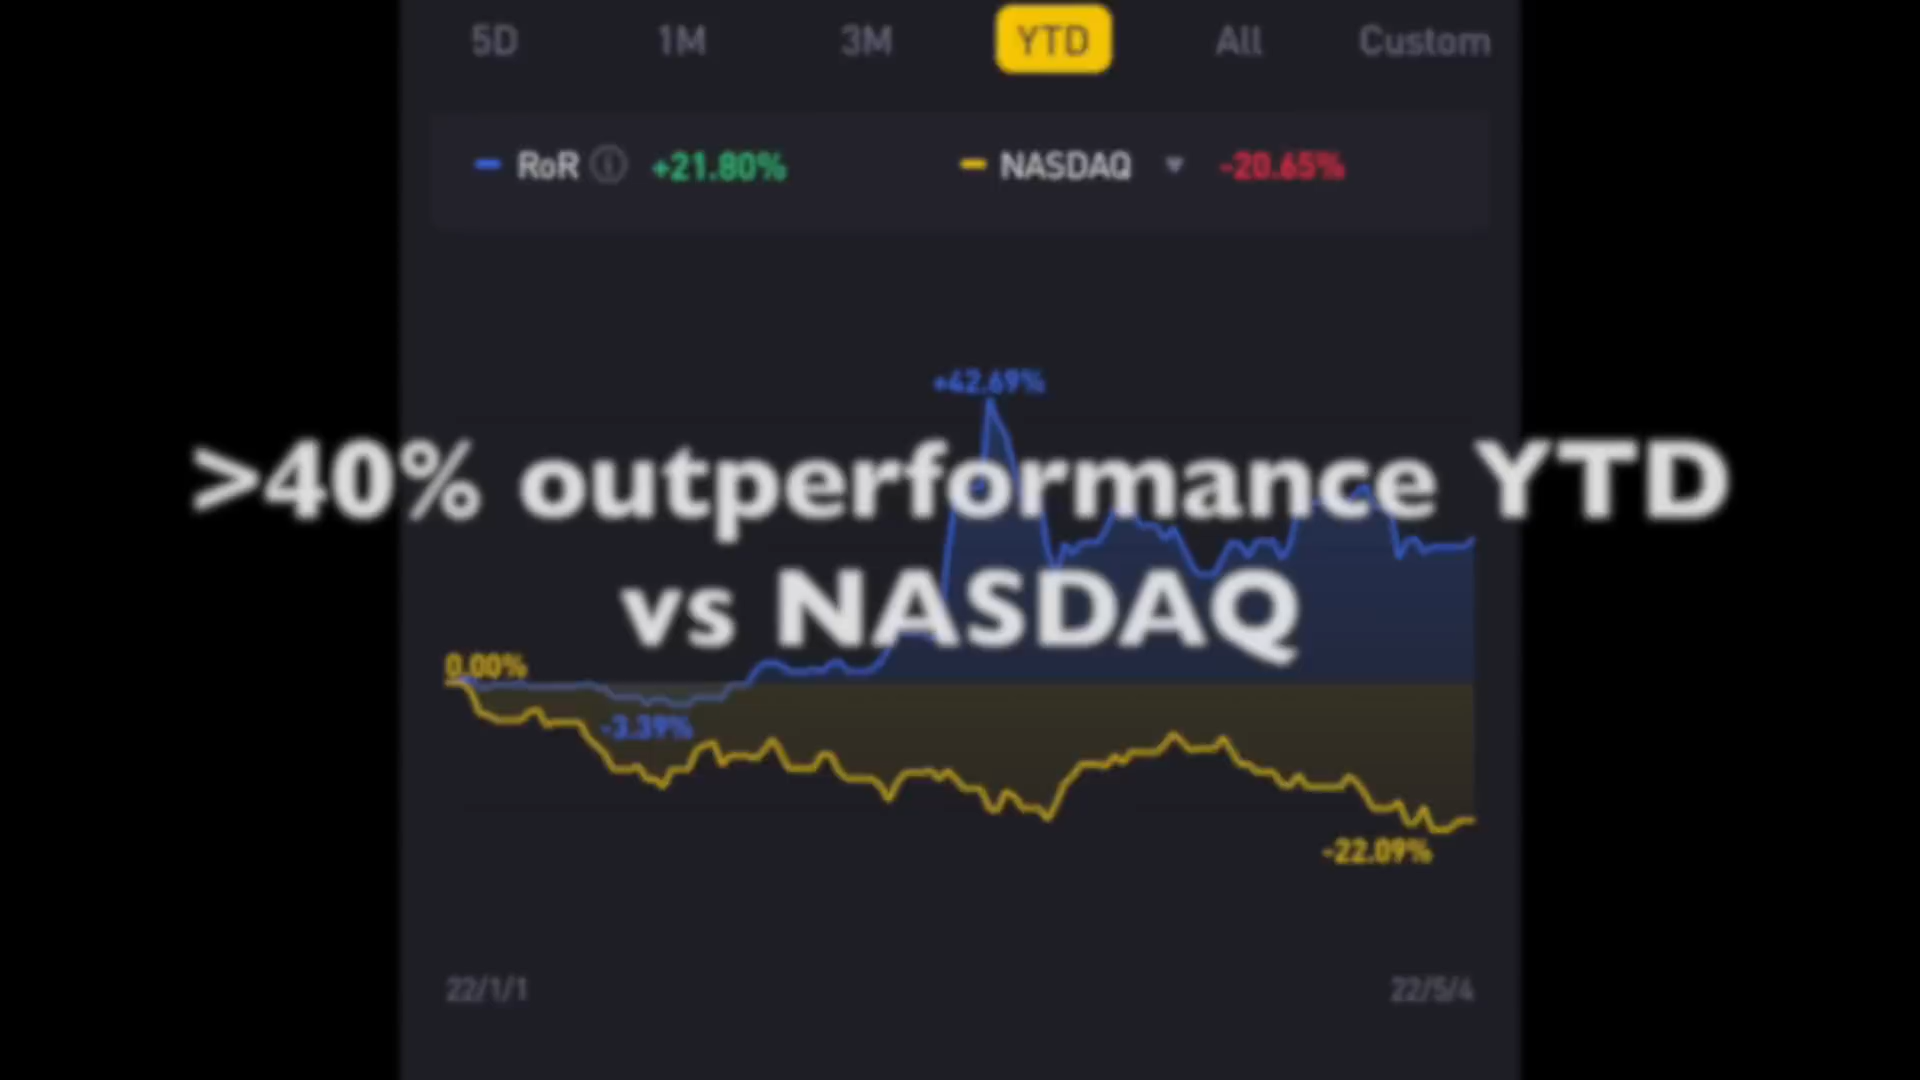 5D 1M 3M YTD All Custom
RoR +21.80% NASDAQ -20.65%
+42.69%
>40% outperformance YTD
vs NASDAQ
0.00%
-3.39%
-22.09%
22/1/1 22/5/4